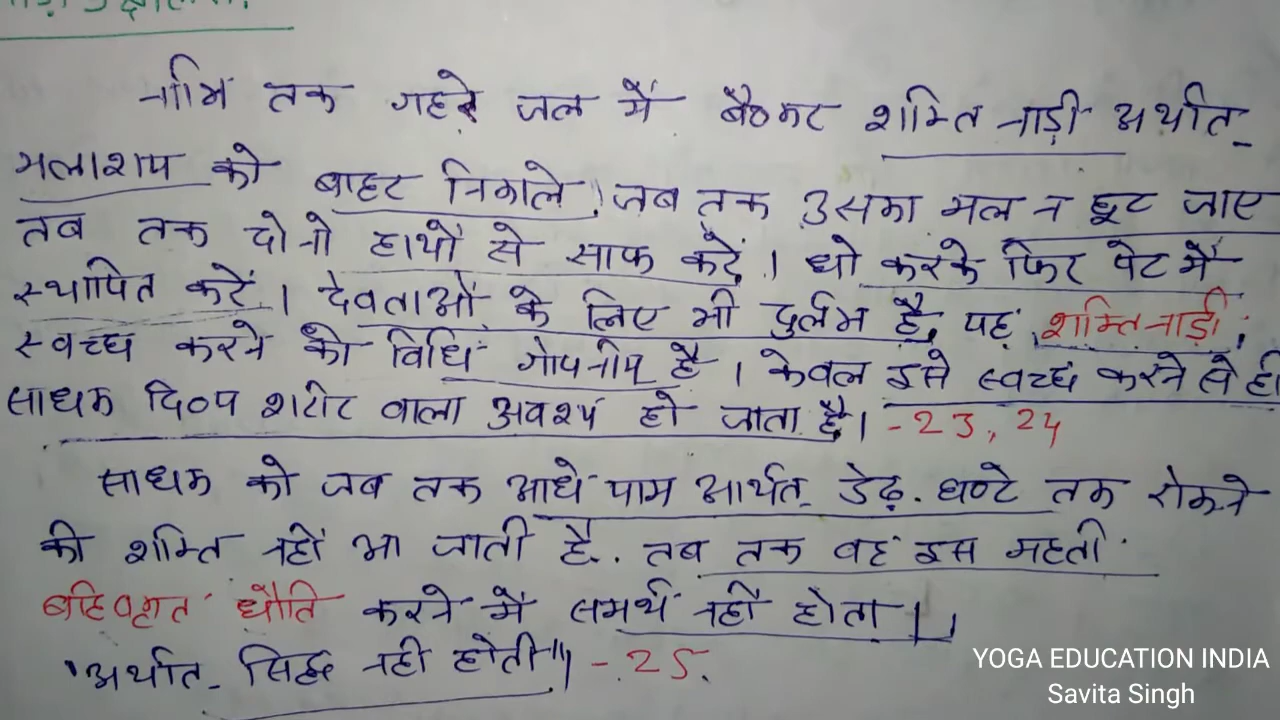 नाभि तक गहरे जल में बैठकर शक्ति नाड़ी अर्थात्
मलाशय को बाहर निकाले। जब तक उसका मल न छूट जाए
तब तक दोनो हाथों से साफ करें। धो करके फिर पेट में
स्थापित करें। देवताओं के लिए भी दुर्लभ है, यह शक्ति नाड़ी
स्वच्छ करने की विधि गोपनीय है। केवल इसे स्वच्छ करने से ही
साधक दिव्य शरीर वाला अवश्य हो जाता है। - 23, 24
साधक को जब तक आधे याम आर्थत् डेढ़ घण्टे तक रोकने
की शक्ति नहीं आ जाती है. तब तक वह इस महती
बहिष्कृत धौति करने में समर्थ नहीं होता।
"अर्थात् सिद्ध नही होती"। - 25.
YOGA EDUCATION INDIA
Savita Singh